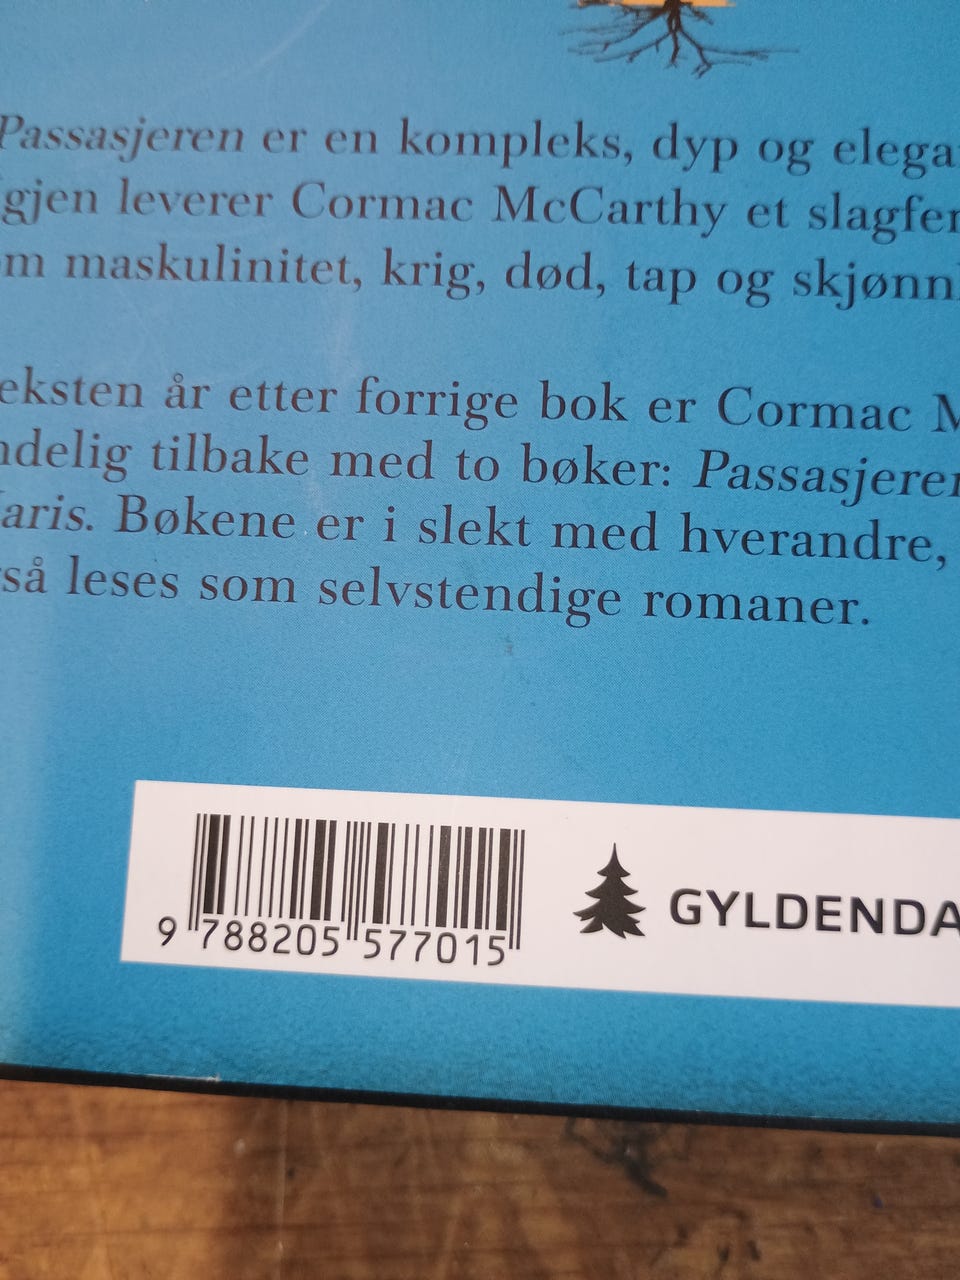 Passasjeren er en kompleks, dyp og elega
gjen leverer Cormac McCarthy et slagfer
m maskulinitet, krig, død, tap og skjønn
eksten år etter forrige bok er Cormac M
ndelig tilbake med to bøker: Passasjeren
aris. Bøkene er i slekt med hverandre,
så leses som selvstendige romaner.
9 788205 577015
GYLDENDA